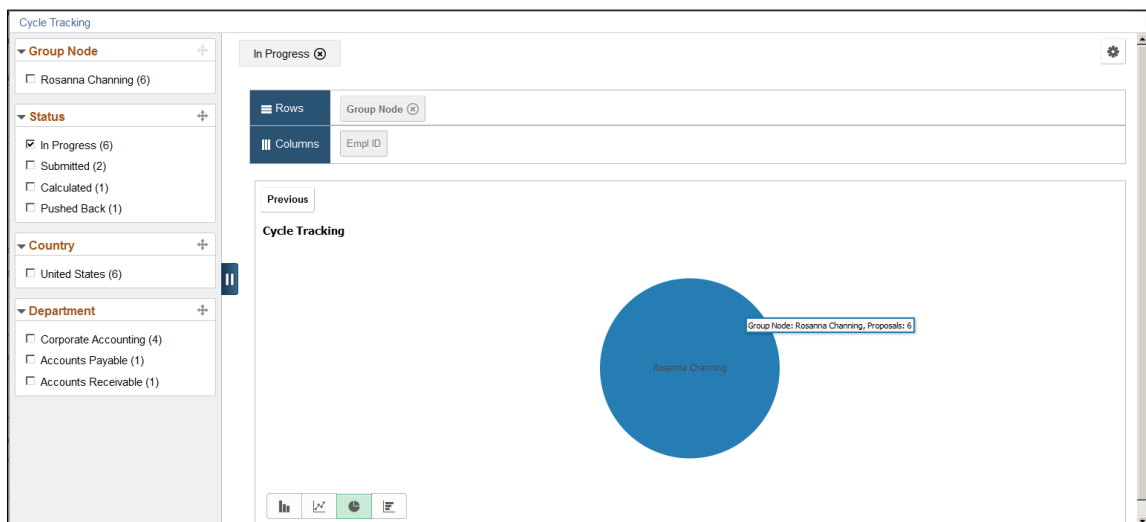 Cycle Tracking
Group Node
Rosanna Channing (6)
Status
In Progress (6)
Submitted (2)
Calculated (1)
Pushed Back (1)
Country
United States (6)
Department
Corporate Accounting (4)
Accounts Payable (1)
Accounts Receivable (1)
In Progress
Rows
Group Node
Columns
Empl ID
Previous
Cycle Tracking
Group Node: Rosanna Channing, Proposals: 6
Rosanna Channing